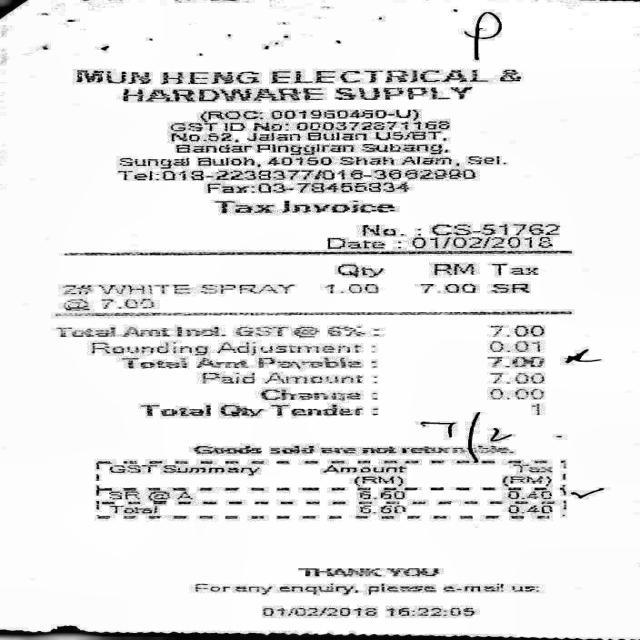 P
MUN HENG ELECTRICAL &
HARDWARE SUPPLY
(ROC: 001960460-U)
GST ID No: 000372871168
No.52, Jalan Bulan U5/BT,
Bandar Pinggiran Subang,
Sungai Buloh, 40150 Shah Alam, Sel.
Tel:018-2238377/016-3662990
Fax:03-78455834
Tax Invoice
No. : CS-51762
Date : 01/02/2018
Qty RM Tax
2# WHITE SPRAY 1.00 7.00 SR
@ 7.00
Total Amt Incl. GST @ 6% : 7.00
Rounding Adjustment : 0.01
Total Amt Payable : 7.00
Paid Amount : 7.00
Change : 0.00
Total Qty Tender : 1
7/2
Goods sold are not returnable.
GST Summary Amount Tax
(RM) (RM)
SR @ A 6.60 0.40
Total 6.60 0.40
THANK YOU
For any enquiry, please e-mail us:
01/02/2018 16:22:05